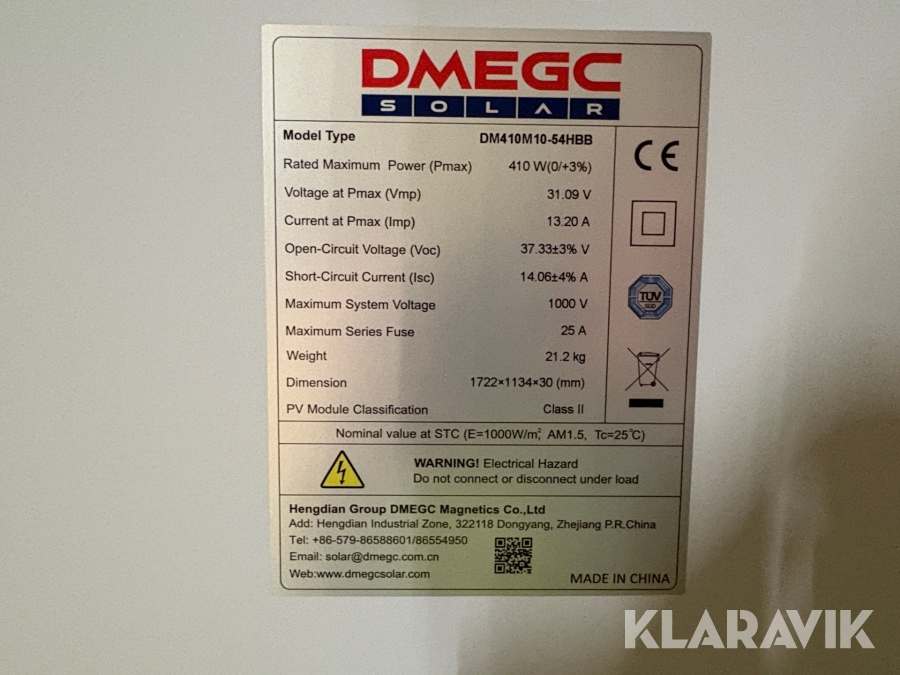 DMEGC
SOLAR
Model Type DM410M10-54HBB
Rated Maximum Power (Pmax) 410 W(0/+3%)
Voltage at Pmax (Vmp) 31.09 V
Current at Pmax (Imp) 13.20 A
Open-Circuit Voltage (Voc) 37.33±3% V
Short-Circuit Current (Isc) 14.06±4% A
Maximum System Voltage 1000 V
Maximum Series Fuse 25 A
Weight 21.2 kg
Dimension 1722×1134×30 (mm)
PV Module Classification Class II
CE
TÜV
SÜD
Nominal value at STC (E=1000W/m², AM1.5, Tc=25℃)
WARNING! Electrical Hazard
Do not connect or disconnect under load
Hengdian Group DMEGC Magnetics Co.,Ltd
Add: Hengdian Industrial Zone, 322118 Dongyang, Zhejiang P.R.China
Tel: +86-579-86588601/86554950
Email: solar@dmegc.com.cn
Web:www.dmegcsolar.com
MADE IN CHINA
KLARAVIK